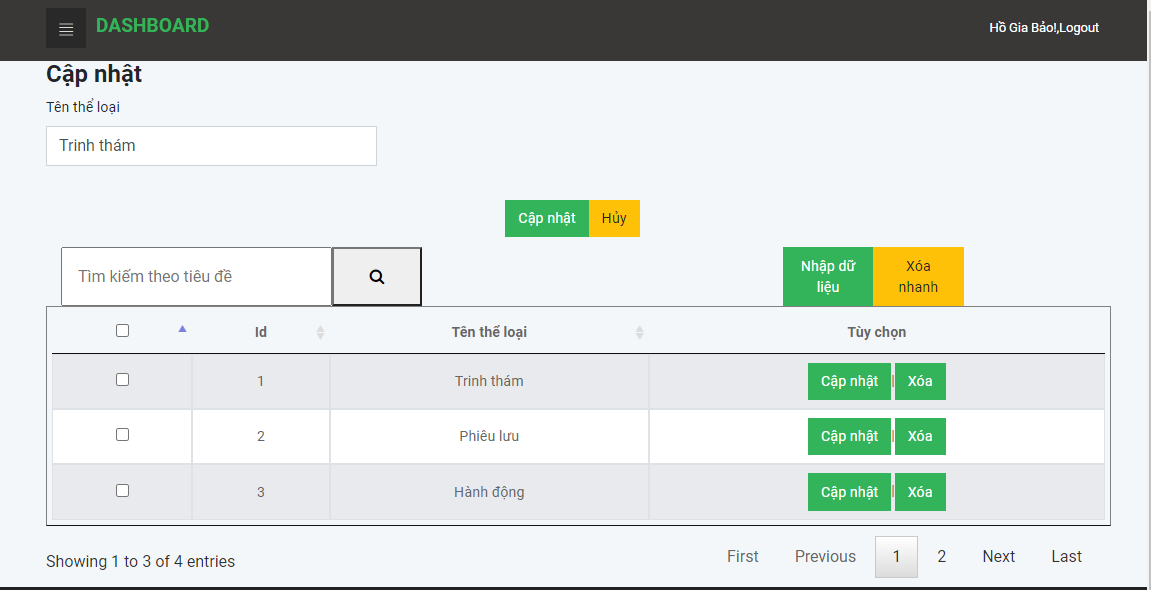 DASHBOARD
Hồ Gia Bảo!,Logout
Cập nhật
Tên thể loại
Trinh thám
Cập nhật Hủy
Tìm kiếm theo tiêu đề
Nhập dữ
liệu
Xóa
nhanh
Id Tên thể loại Tùy chọn
1 Trinh thám Cập nhật | Xóa
2 Phiêu lưu Cập nhật | Xóa
3 Hành động Cập nhật | Xóa
Showing 1 to 3 of 4 entries
First Previous 1 2 Next Last